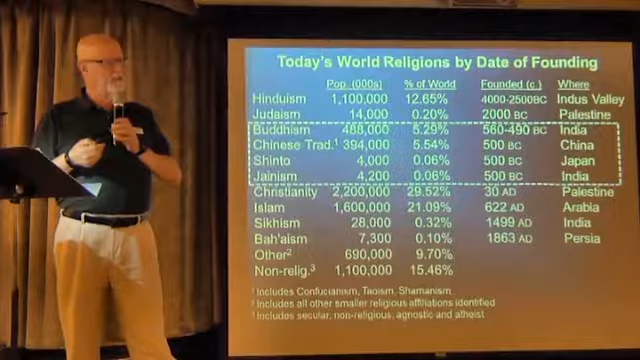 Today's World Religions by Date of Founding
Pop. (000s) % of World Founded (c.) Where
Hinduism 1,100,000 12.65% 4000-2500BC Indus Valley
Judaism 14,000 0.20% 2000 BC Palestine
Buddhism 488,000 5.29% 560-490 BC India
Chinese Trad.¹ 394,000 5.54% 500 BC China
Shinto 4,000 0.06% 500 BC Japan
Jainism 4,200 0.06% 500 BC India
Christianity 2,200,000 29.52% 30 AD Palestine
Islam 1,600,000 21.09% 622 AD Arabia
Sikhism 28,000 0.32% 1499 AD India
Bah'aism 7,300 0.10% 1863 AD Persia
Other² 690,000 9.70%
Non-relig.³ 1,100,000 15.46%
¹ Includes Confucianism, Taoism, Shamanism
² Includes all other smaller religious affiliations identified
³ Includes secular, non-religious, agnostic and atheist